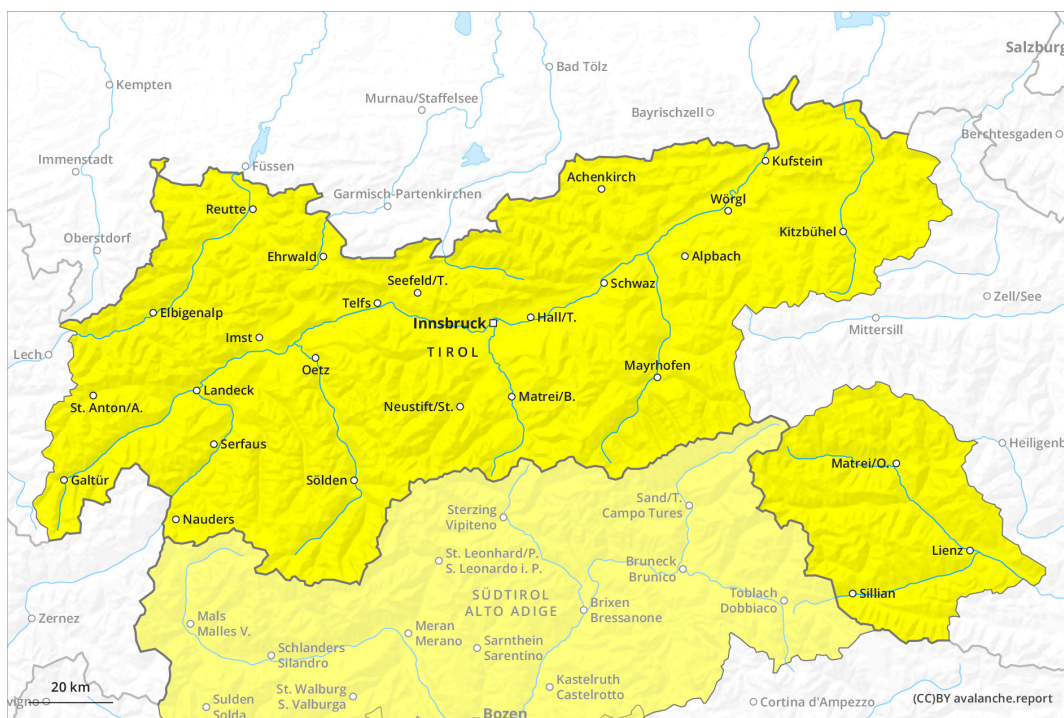 Salzburg
Kempten
Bad Tölz
Murnau/Staffelsee
Bayrischzell
Berchtesgaden
Immenstadt
Füssen
Kufstein
Achenkirch
Garmisch-Partenkirchen
Wörgl
Reutte
Oberstdorf
Kitzbühel
Ehrwald
Alpbach
Seefeld/T.
Schwaz
Zell/See
Telfs
Elbigenalp
Innsbruck
Hall/T.
Mittersill
Imst
Lech
TIROL
Oetz
Mayrhofen
Landeck
St. Anton/A.
Neustift/St.
Matrei/B.
Serfaus
Heiligenb
Matrei/O.
Galtür
Sölden
Sand/T.
Campo Tures
Sterzing
Vipiteno
Nauders
Lienz
St. Leonhard/P.
S. Leonardo i. P.
Bruneck
Brunico
SÜDTIROL
ALTO ADIGE
Sillian
Toblach
Dobbiaco
Brixen
Bressanone
Zernez
Mals
Malles V.
Meran
Merano
Schlanders
Silandro
Sarnthein
Sarentino
20 km
Kastelruth
Castelrotto
St. Walburg
S. Valburga
vigno
Sulden
Solda
Cortina d'Ampezzo
(CC)BY avalanche.report
Bozen